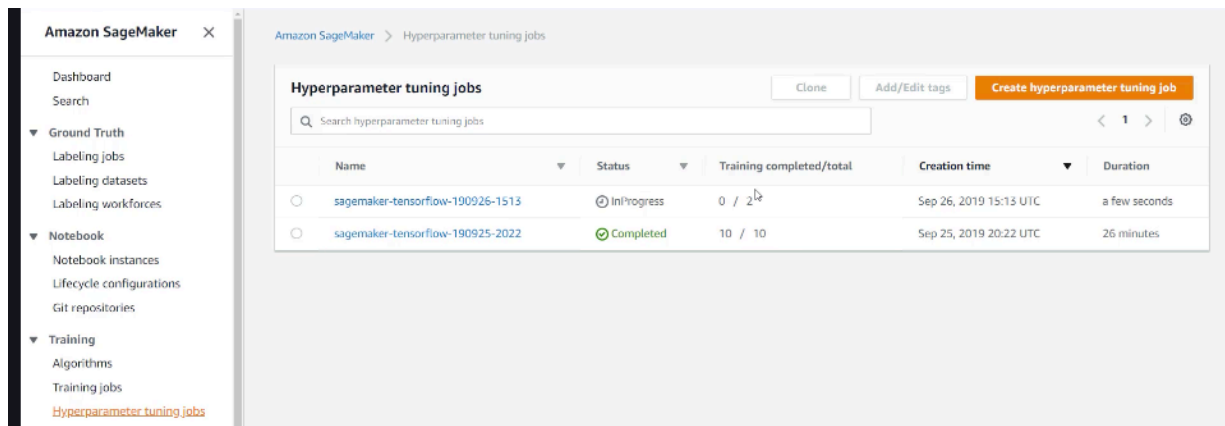 Amazon SageMaker
Dashboard
Search
Ground Truth
Labeling jobs
Labeling datasets
Labeling workforces
Notebook
Notebook instances
Lifecycle configurations
Git repositories
Training
Algorithms
Training jobs
Hyperparameter tuning jobs
Amazon SageMaker > Hyperparameter tuning jobs
Hyperparameter tuning jobs Clone Add/Edit tags Create hyperparameter tuning job
Search hyperparameter tuning jobs < 1 >
Name Status Training completed/total Creation time Duration
sagemaker-tensorflow-190926-1513 InProgress 0 / 2 Sep 26, 2019 15:13 UTC a few seconds
sagemaker-tensorflow-190925-2022 Completed 10 / 10 Sep 25, 2019 20:22 UTC 26 minutes